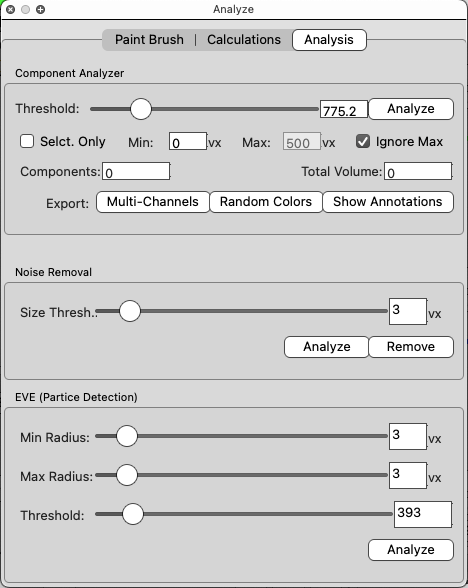 Analyze
Paint Brush | Calculations Analysis
Component Analyzer
Threshold: 775.2 Analyze
Selct. Only Min: 0 vx Max: 500 vx Ignore Max
Components: 0 Total Volume: 0
Export: Multi-Channels Random Colors Show Annotations
Noise Removal
Size Thresh.. 3 vx
Analyze Remove
EVE (Partice Detection)
Min Radius: 3 vx
Max Radius: 3 vx
Threshold: 393
Analyze